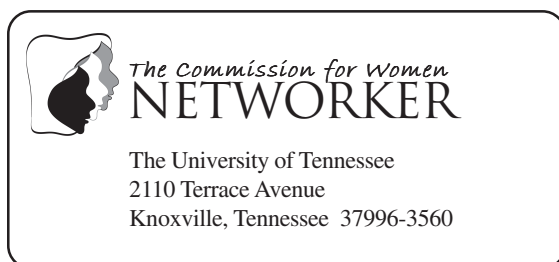 The Commission for Women
NETWORKER
The University of Tennessee
2110 Terrace Avenue
Knoxville, Tennessee 37996-3560